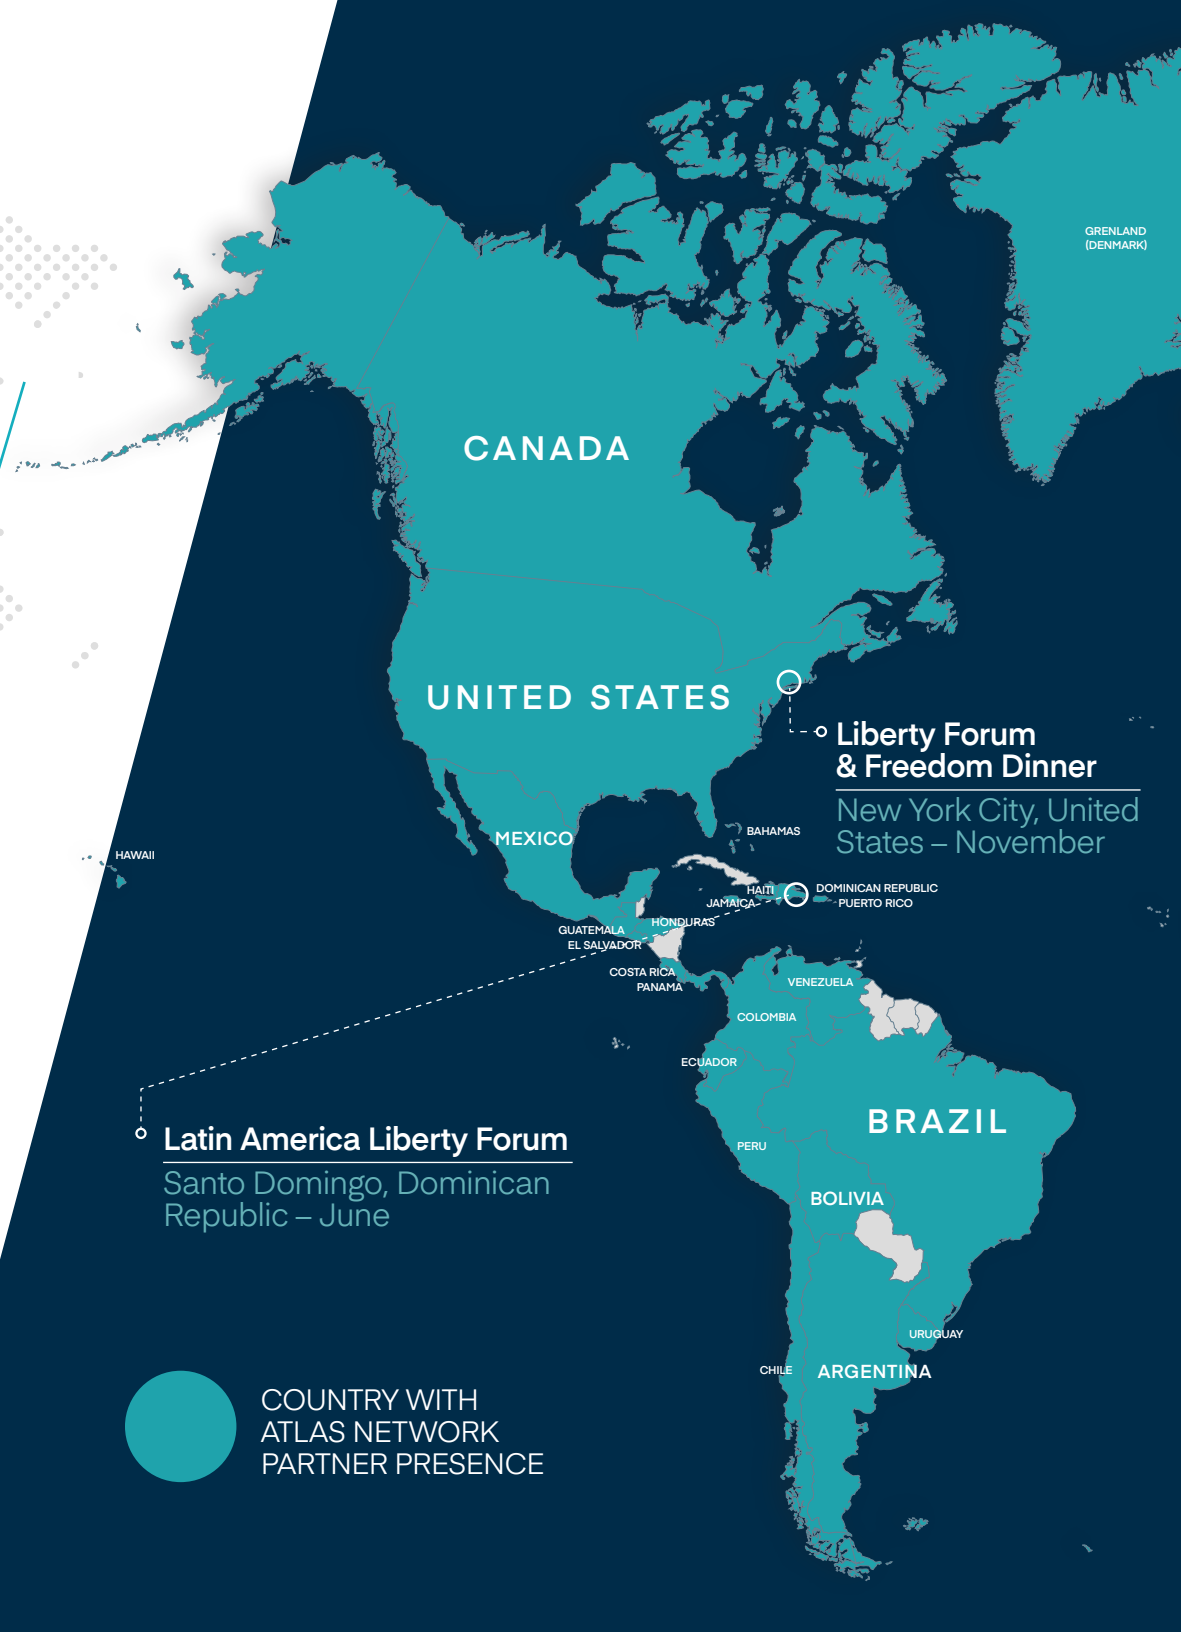 GRENLAND
(DENMARK)
CANADA
UNITED STATES
Liberty Forum
& Freedom Dinner
New York City, United
States – November
MEXICO
BAHAMAS
HAWAII
HAITI
DOMINICAN REPUBLIC
JAMAICA
PUERTO RICO
HONDURAS
GUATEMALA
EL SALVADOR
COSTA RICA
PANAMA
VENEZUELA
COLOMBIA
ECUADOR
BRAZIL
Latin America Liberty Forum
Santo Domingo, Dominican
Republic – June
PERU
BOLIVIA
URUGUAY
CHILE
ARGENTINA
COUNTRY WITH
ATLAS NETWORK
PARTNER PRESENCE